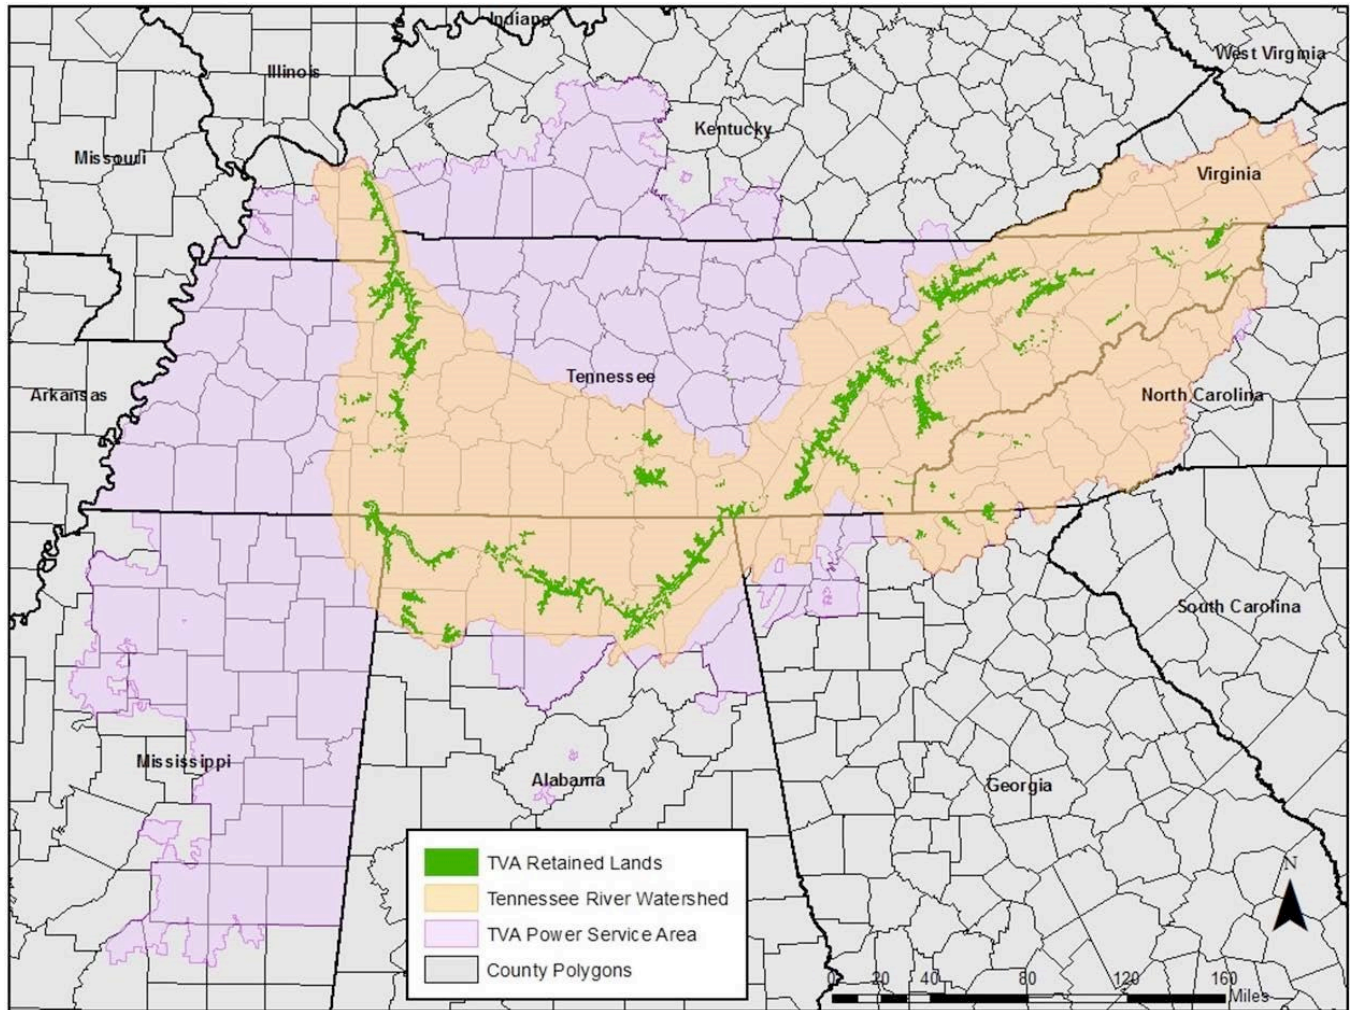 Indiana
Illinois
West Virginia
Kentucky
Missouri
Virginia
Tennessee
Arkansas
North Carolina
South Carolina
Mississippi
Alabama
Georgia
TVA Retained Lands
Tennessee River Watershed
TVA Power Service Area
County Polygons
N
0 20 40 80 120 160
Miles